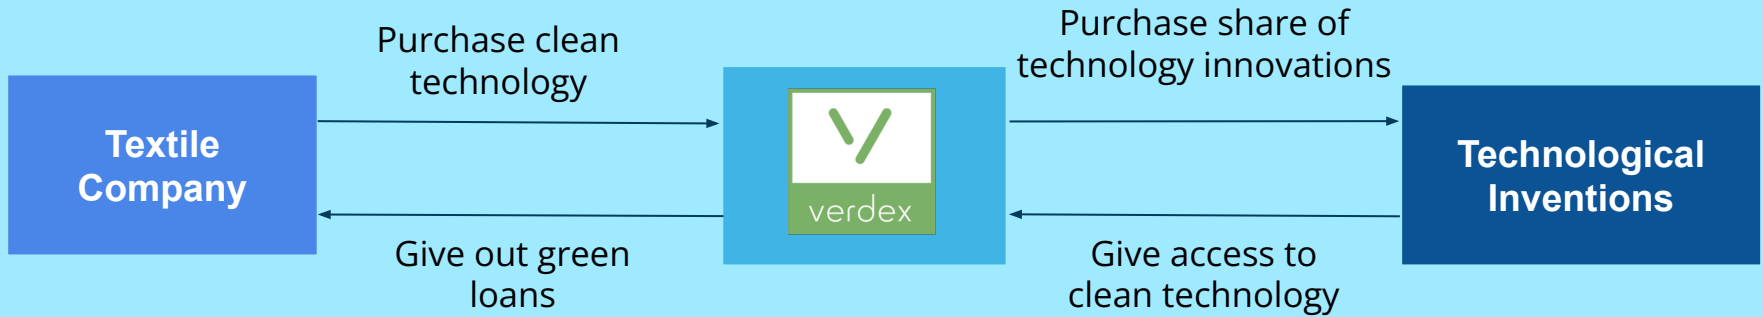 Purchase clean
technology
Purchase share of
technology innovations
Textile
Company
verdex
Technological
Inventions
Give out green
loans
Give access to
clean technology